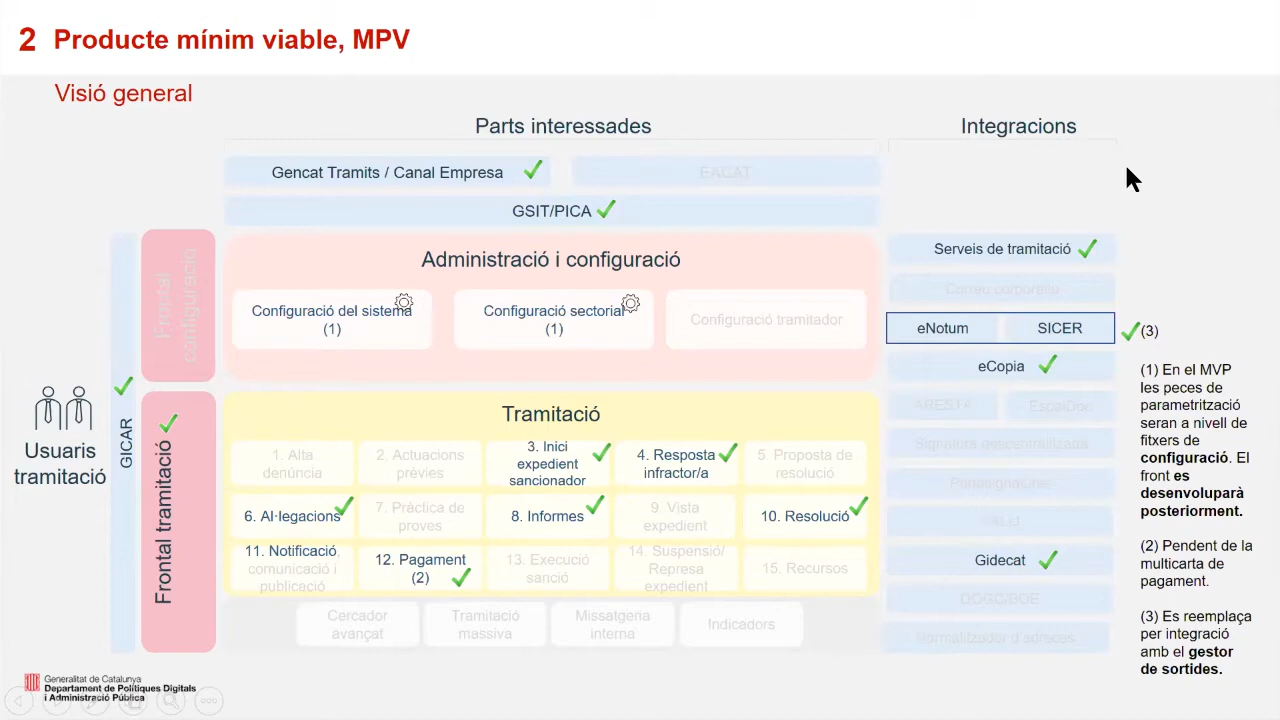 2 Producte mínim viable, MPV
Visió general
Parts interessades
Integracions
Gencat Tramits / Canal Empresa
EACAT
GSIT/PICA
Frontal
configuració
Administració i configuració
Configuració del sistema
(1)
Configuració sectorial
(1)
Configuració tramitador
Serveis de tramitació
Correu corporatiu
eNotum
SICER
(3)
eCopia
ARESTA
EspaiDoc
Signatura descentralitzada
Portasignatures
VALId
Gidecat
DOGC/BOE
Normalitzador d'adreces
Usuaris
tramitació
GICAR
Frontal tramitació
Tramitació
1. Alta
denúncia
2. Actuacions
prèvies
3. Inici
expedient
sancionador
4. Resposta
infractor/a
5. Proposta de
resolució
6. Al·legacions
7. Pràctica de
proves
8. Informes
9. Vista
expedient
10. Resolució
11. Notificació
comunicació i
publicació
12. Pagament
(2)
13. Execució
sanció
14. Suspensió/
Represa
expedient
15. Recursos
Cercador
avançat
Tramitació
massiva
Missatgeria
interna
Indicadors
(1) En el MVP
les peces de
parametrització
seran a nivell de
fitxers de
configuració. El
front es
desenvoluparà
posteriorment.
(2) Pendent de la
multicarta de
pagament.
(3) Es reemplaça
per integració
amb el gestor
de sortides.
Generalitat de Catalunya
Departament de Polítiques Digitals
i Administració Pública